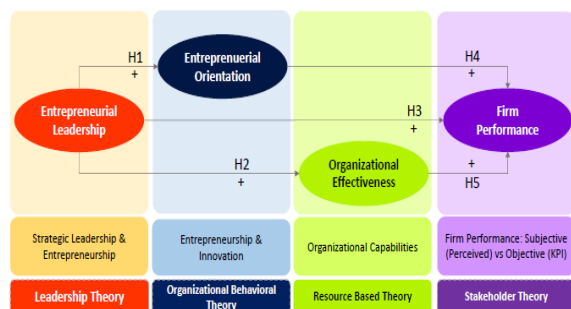 H1
+
Entreprenuerial
Orientation
H4
+
Entrepreneurial
Leadership
H3
+
Firm
Performance
H2
+
Organizational
Effectiveness
+
H5
Strategic Leadership &
Entrepreneurship
Entrepreneurship &
Innovation
Organizational Capabilities
Firm Performance: Subjective
(Perceived) vs Objective (KPI)
Leadership Theory
Organizational Behavioral
Theory
Resource Based Theory
Stakeholder Theory